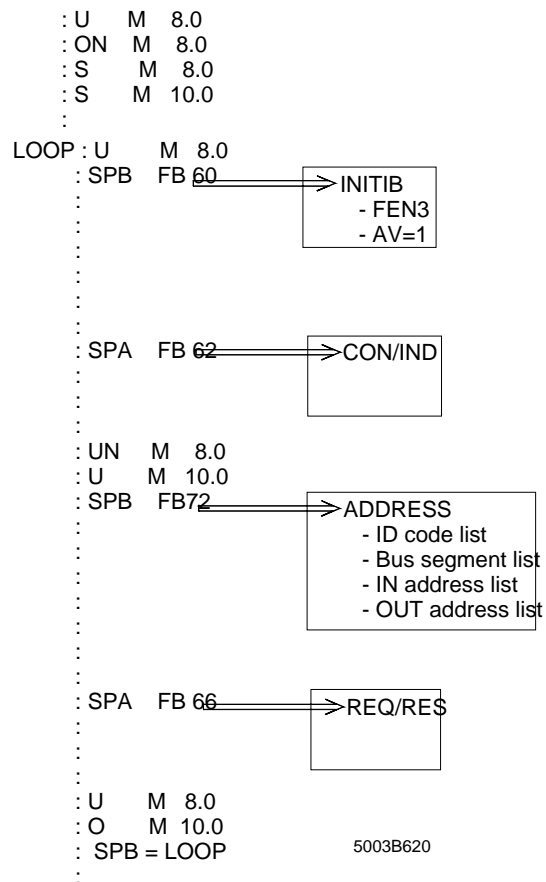 : U M 8.0
: ON M 8.0
: S M 8.0
: S M 10.0
:
LOOP : U M 8.0
: SPB FB 60 INITIB
: - FEN3
: - AV=1
:
:
:
:
: SPA FB 62 CON/IND
:
:
:
: UN M 8.0
: U M 10.0
: SPB FB72 ADDRESS
: - ID code list
: - Bus segment list
: - IN address list
: - OUT address list
:
:
:
: SPA FB 66 REQ/RES
:
:
:
: U M 8.0
: O M 10.0
: SPB = LOOP 5003B620
: